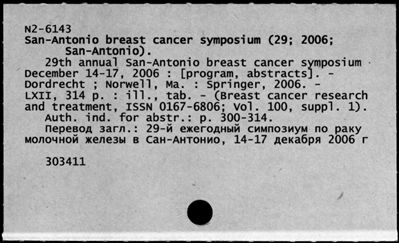 N2-6143
San-Antonio breast cancer symposium (29; 2006;
San-Antonio).
29th annual San-Antonio breast cancer symposium
December 14-17, 2006 : [program, abstracts]. -
Dordrecht ; Norwell, Ma. : Springer, 2006. -
LXII, 314 p. : ill., tab. - (Breast cancer research
and treatment, ISSN 0167-6806; Vol. 100, suppl. 1).
Auth. ind. for abstr.: p. 300-314.
Перевод загл.: 29-й ежегодный симпозиум по раку
молочной железы в Сан-Антонио, 14-17 декабря 2006 г
303411